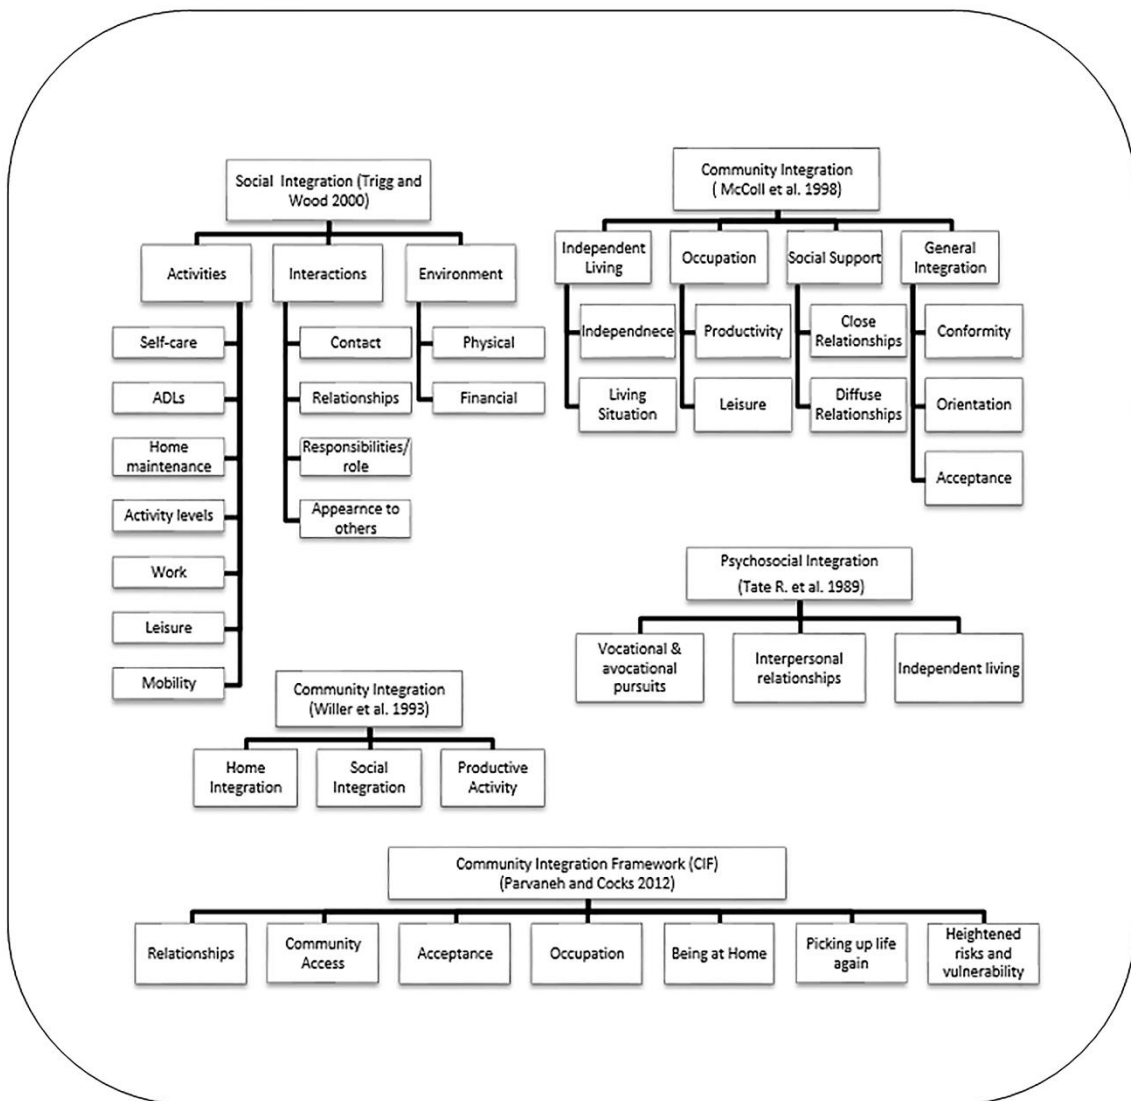 Social Integration (Trigg and
Wood 2000)
Activities
Interactions
Environment
Self-care
ADLs
Home
maintenance
Activity levels
Work
Leisure
Mobility
Contact
Relationships
Responsibilities/
role
Appearnce to
others
Physical
Financial
Community Integration
( McColl et al. 1998)
Independent
Living
Occupation
Social Support
General
Integration
Independnece
Living
Situation
Productivity
Leisure
Close
Relationships
Diffuse
Relationships
Conformity
Orientation
Acceptance
Psychosocial Integration
(Tate R. et al. 1989)
Vocational &
avocational
pursuits
Interpersonal
relationships
Independent living
Community Integration
(Willer et al. 1993)
Home
Integration
Social
Integration
Productive
Activity
Community Integration Framework (CIF)
(Parvaneh and Cocks 2012)
Relationships
Community
Access
Acceptance
Occupation
Being at Home
Picking up life
again
Heightened
risks and
vulnerability